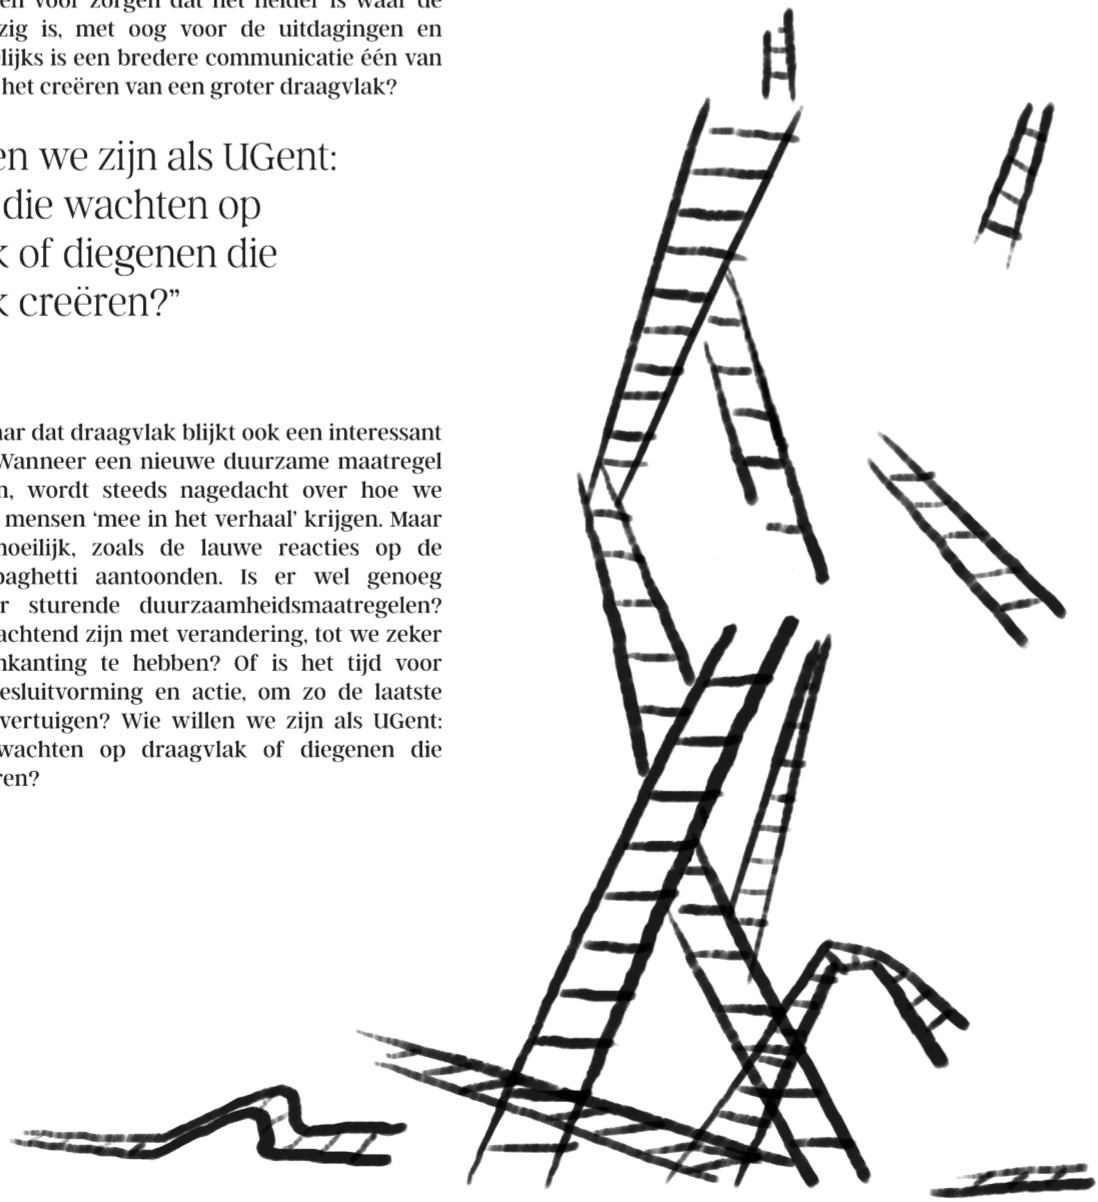 en voor zorgen dat het helder is waar de
zig is, met oog voor de uitdagingen en
lijks is een bredere communicatie één van
het creëren van een groter draagvlak?
en we zijn als UGent:
die wachten op
k of diegenen die
k creëren?”
ar dat draagvlak blijkt ook een interessant
Wanneer een nieuwe duurzame maatregel
n, wordt steeds nagedacht over hoe we
mensen ‘mee in het verhaal’ krijgen. Maar
noeilijk, zoals de lauwe reacties op de
paghetti aantoonden. Is er wel genoeg
r sturende duurzaamheidsmaatregelen?
achtend zijn met verandering, tot we zeker
nkanting te hebben? Of is het tijd voor
esluitvorming en actie, om zo de laatste
vertuigen? Wie willen we zijn als UGent:
wachten op draagvlak of diegenen die
ren?